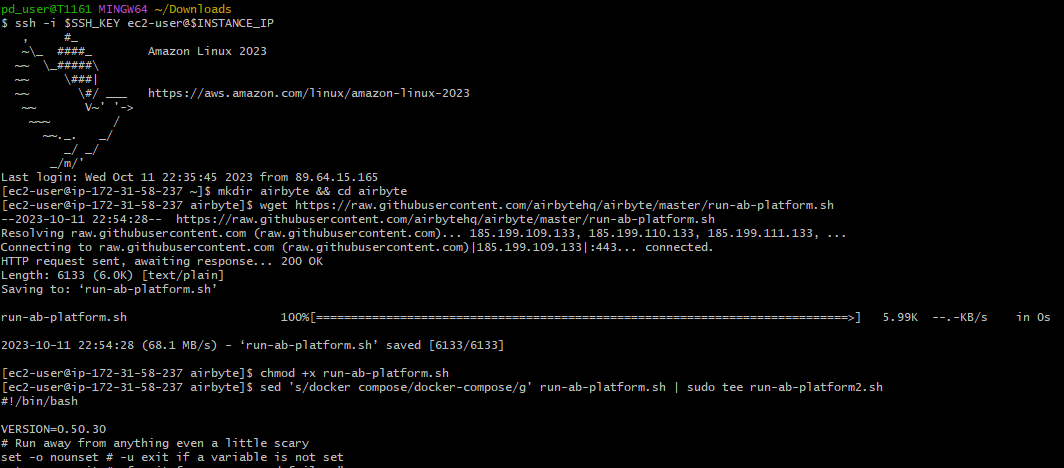 pd_user@T1161 MINGW64 ~/Downloads
$ ssh -i $SSH_KEY ec2-user@$INSTANCE_IP
   ,     #_
   ~\_  ####_        Amazon Linux 2023
  ~~  \_#####\
  ~~     \###|
  ~~       \#/ ___   https://aws.amazon.com/linux/amazon-linux-2023
   ~~       V~' '->
    ~~~         /
      ~~._.   _/
         _/ _/
       _/m/'
Last login: Wed Oct 11 22:35:45 2023 from 89.64.15.165
[ec2-user@ip-172-31-58-237 ~]$ mkdir airbyte && cd airbyte
[ec2-user@ip-172-31-58-237 airbyte]$ wget https://raw.githubusercontent.com/airbytehq/airbyte/master/run-ab-platform.sh
--2023-10-11 22:54:28--  https://raw.githubusercontent.com/airbytehq/airbyte/master/run-ab-platform.sh
Resolving raw.githubusercontent.com (raw.githubusercontent.com)... 185.199.109.133, 185.199.110.133, 185.199.111.133, ...
Connecting to raw.githubusercontent.com (raw.githubusercontent.com)|185.199.109.133|:443... connected.
HTTP request sent, awaiting response... 200 OK
Length: 6133 (6.0K) [text/plain]
Saving to: ‘run-ab-platform.sh’

run-ab-platform.sh                      100%[============================================================================>]   5.99K  --.-KB/s    in 0s

2023-10-11 22:54:28 (68.1 MB/s) - ‘run-ab-platform.sh’ saved [6133/6133]

[ec2-user@ip-172-31-58-237 airbyte]$ chmod +x run-ab-platform.sh
[ec2-user@ip-172-31-58-237 airbyte]$ sed 's/docker compose/docker-compose/g' run-ab-platform.sh | sudo tee run-ab-platform2.sh
#!/bin/bash

VERSION=0.50.30
# Run away from anything even a little scary
set -o nounset # -u exit if a variable is not set